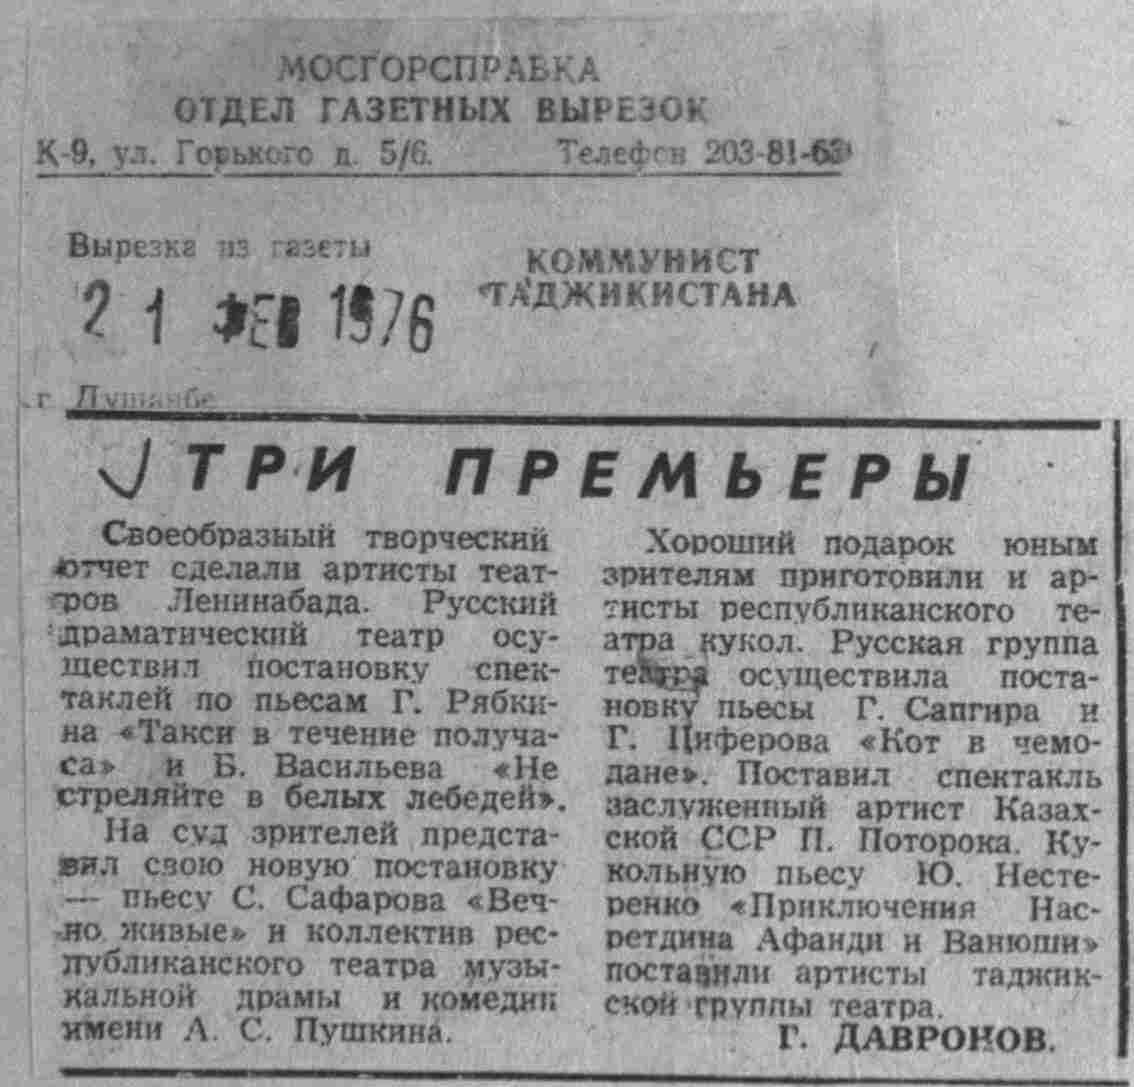 МОСГОРСПРАВКА
ОТДЕЛ ГАЗЕТНЫХ ВЫРЕЗОК
К-9, ул. Горького д. 5/6. Телефон 203-81-63
Вырезка из газеты
КОММУНИСТ
ТАДЖИКИСТАНА
21 ФЕВ 1976
г. Душанбе
ТРИ ПРЕМЬЕРЫ
Своеобразный творческий
отчет сделали артисты теат-
ров Ленинабада. Русский
драматический театр осу-
ществил постановку спек-
таклей по пьесам Г. Рябки-
на «Такси в течение получа-
са» и Б. Васильева «Не
стреляйте в белых лебедей».
На суд зрителей предста-
вил свою новую постановку
— пьесу С. Сафарова «Веч-
но живые» и коллектив рес-
публиканского театра музы-
кальной драмы и комедии
имени А. С. Пушкина.
Хороший подарок юным
зрителям приготовили и ар-
тисты республиканского те-
атра кукол. Русская группа
театра осуществила поста-
новку пьесы Г. Сапгира и
Г. Циферова «Кот в чемо-
дане». Поставил спектакль
заслуженный артист Казах-
ской ССР П. Поторока. Ку-
кольную пьесу Ю. Несте-
ренко «Приключения Нас-
ретдина Афанди и Ванюши»
поставили артисты таджик-
ской группы театра.
Г. ДАВРОНОВ.